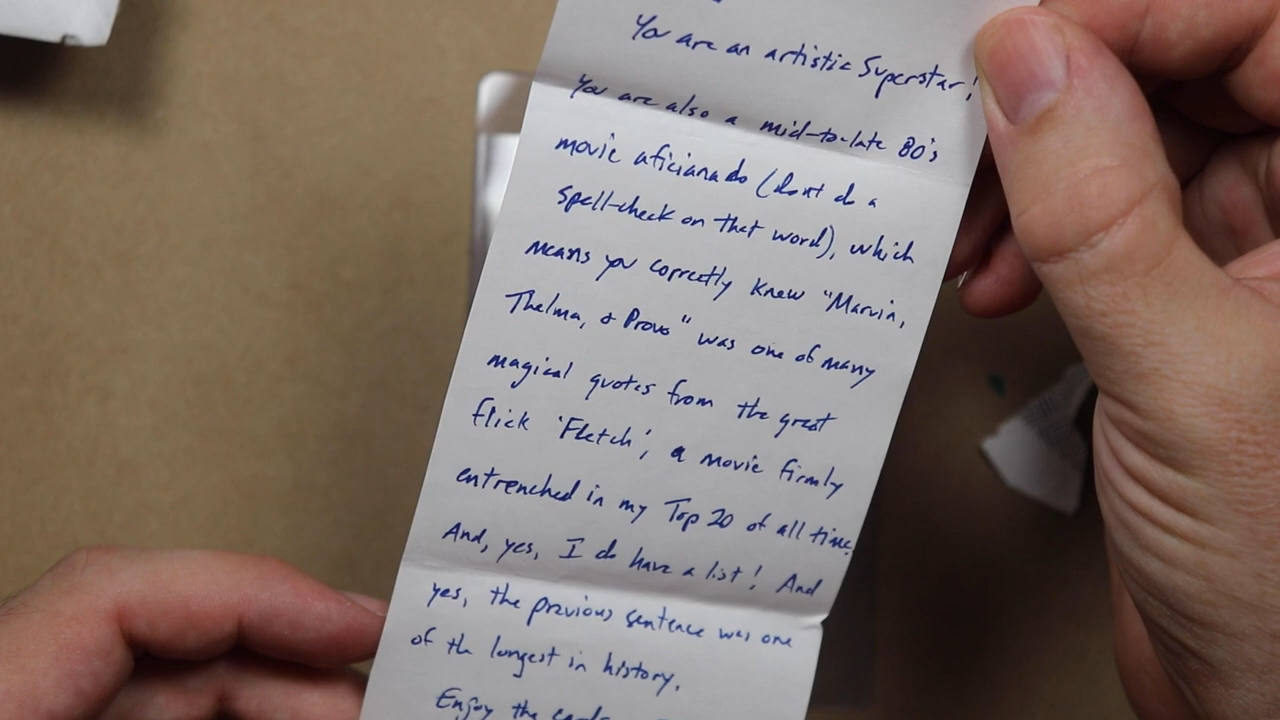 You are an artistic Superstar!
You are also a mid-to-late 80's
movie aficianado (dont do a
spell-check on that word), which
means you correctly knew "Marvin,
Thelma, & Provo" was one of many
magical quotes from the great
flick 'Fletch', a movie firmly
entrenched in my Top 20 of all time.
And, yes, I do have a list! And
yes, the previous sentence was one
of the longest in history.
Enjoy the cards